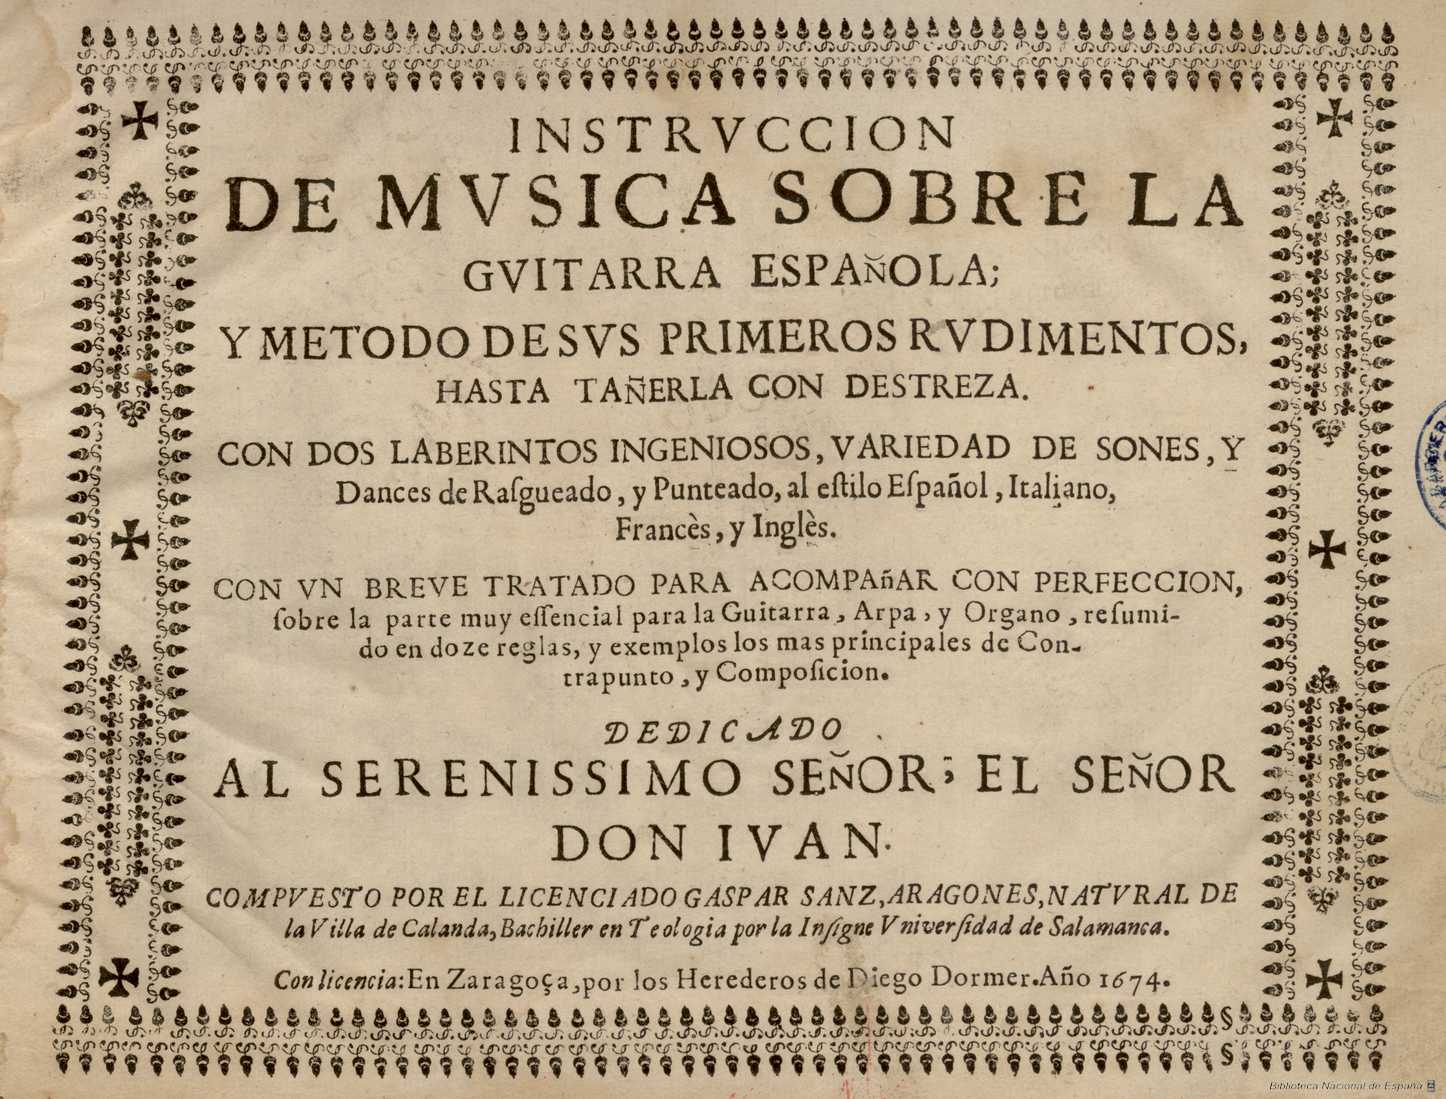 INSTRVCCION
DE MVSICA SOBRE LA
GVITARRA ESPAÑOLA;
Y METODO DE SVS PRIMEROS RVDIMENTOS,
HASTA TAÑERLA CON DESTREZA.
CON DOS LABERINTOS INGENIOSOS, VARIEDAD DE SONES, Y
Dances de Raſgueado, y Punteado, al eſtilo Eſpañol, Italiano,
Francès, y Inglès.
CON VN BREVE TRATADO PARA ACOMPAñAR CON PERFECCION,
ſobre la parte muy eſſencial para la Guitarra, Arpa, y Organo, reſumi-
do en doze reglas, y exemplos los mas principales de Con-
trapunto, y Compoſicion.
DEDICADO
AL SERENISSIMO SEÑOR; EL SEÑOR
DON IVAN.
COMPVESTO POR EL LICENCIADO GASPAR SANZ, ARAGONES, NATVRAL DE
la Villa de Calanda, Bachiller en Teologia por la Inſigne Vniverſidad de Salamanca.
Con licencia: En Zaragoça, por los Herederos de Diego Dormer. Año 1674.
Biblioteca Nacional de España